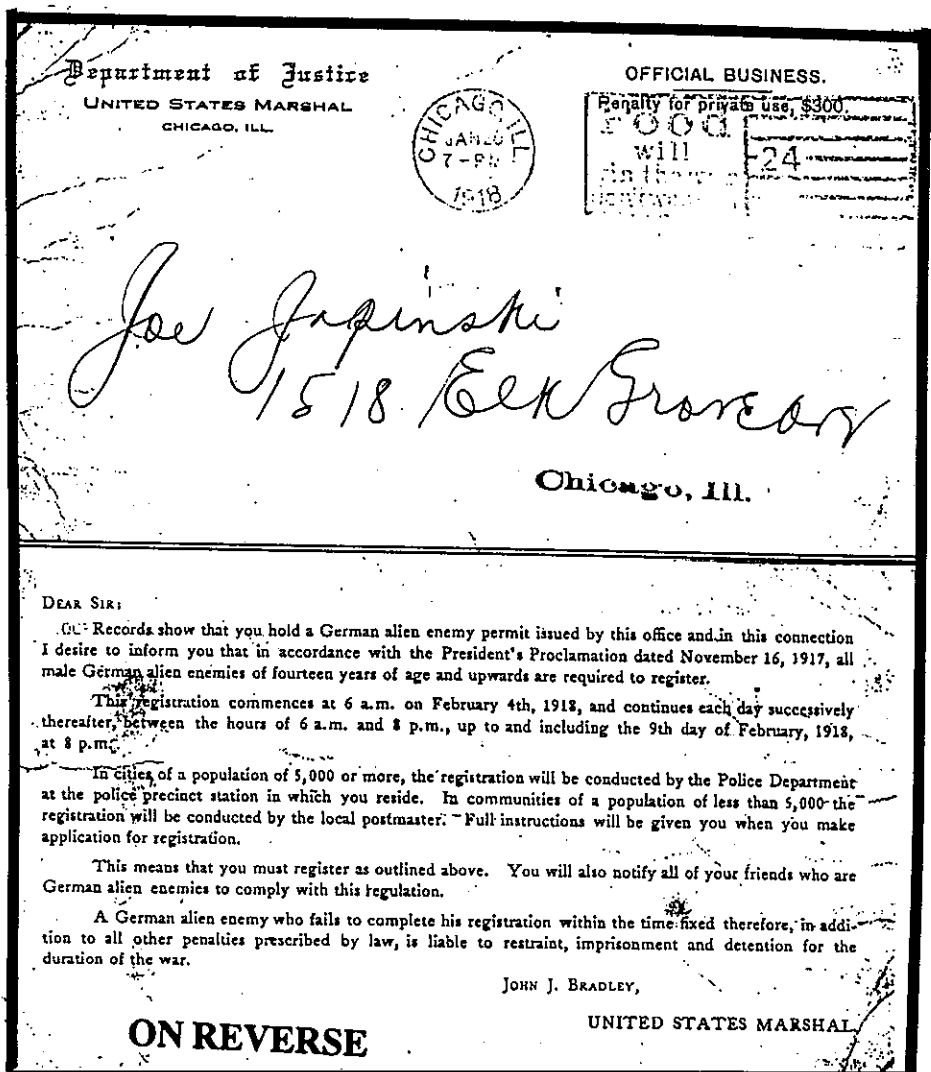 Department of Justice
UNITED STATES MARSHAL
CHICAGO, ILL.
OFFICIAL BUSINESS.
Penalty for private use, $300.
CHICAGO, ILL.
7-PM
1918
Food
will
24
Joe Japinski
1518 Elk Grove Av
Chicago, Ill.
DEAR SIR:
Records show that you hold a German alien enemy permit issued by this office and in this connection
I desire to inform you that in accordance with the President's Proclamation dated November 16, 1917, all
male German alien enemies of fourteen years of age and upwards are required to register.
This registration commences at 6 a.m. on February 4th, 1918, and continues each day successively
thereafter, between the hours of 6 a.m. and 8 p.m., up to and including the 9th day of February, 1918,
at 8 p.m.
In cities of a population of 5,000 or more, the registration will be conducted by the Police Department
at the police precinct station in which you reside. In communities of a population of less than 5,000 the
registration will be conducted by the local postmaster. Full instructions will be given you when you make
application for registration.
This means that you must register as outlined above. You will also notify all of your friends who are
German alien enemies to comply with this regulation.
A German alien enemy who fails to complete his registration within the time fixed therefore, in addi-
tion to all other penalties prescribed by law, is liable to restraint, imprisonment and detention for the
duration of the war.
JOHN J. BRADLEY,
UNITED STATES MARSHAL
ON REVERSE